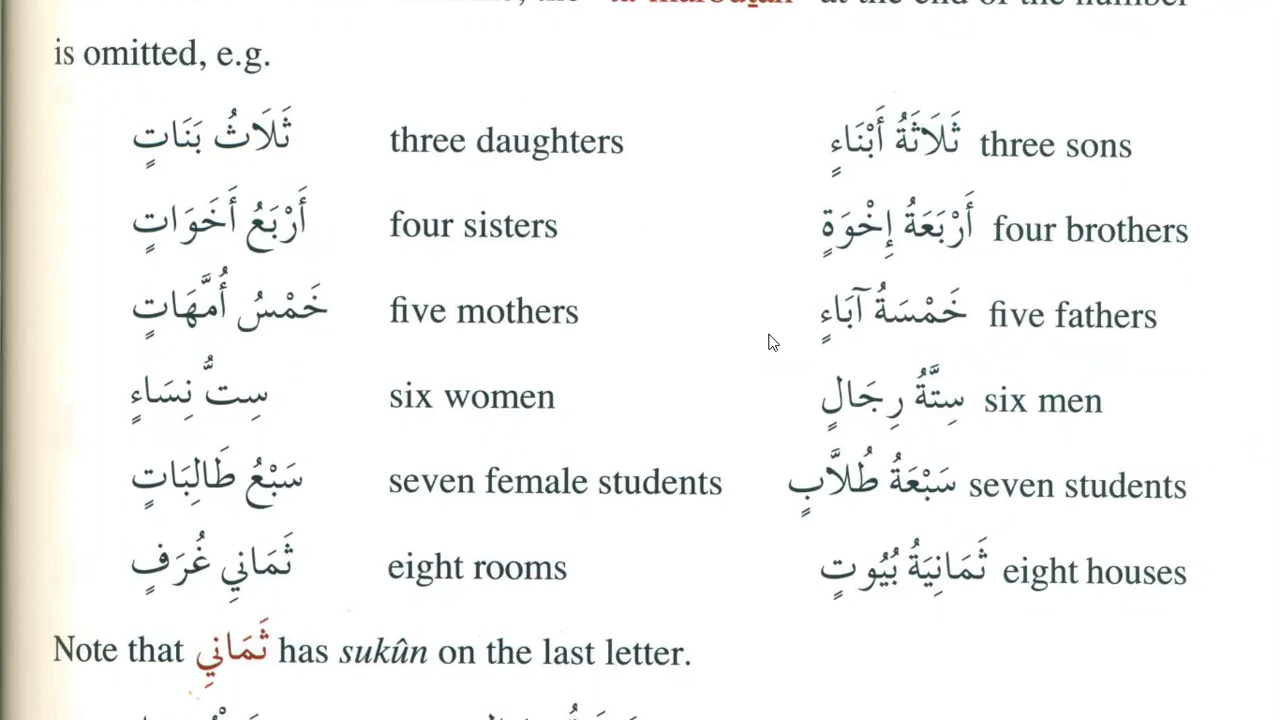 is omitted, e.g.
ثَلَاثُ بَنَاتٍ three daughters ثَلَاثَةُ أَبْنَاءٍ three sons
أَرْبَعُ أَخَوَاتٍ four sisters أَرْبَعَةُ إِخْوَةٍ four brothers
خَمْسُ أُمَّهَاتٍ five mothers خَمْسَةُ آبَاءٍ five fathers
سِتُّ نِسَاءٍ six women سِتَّةُ رِجَالٍ six men
سَبْعُ طَالِبَاتٍ seven female students سَبْعَةُ طُلَّابٍ seven students
ثَمَانِي غُرَفٍ eight rooms ثَمَانِيَةُ بُيُوتٍ eight houses
Note that ثَمَانِي has sukûn on the last letter.